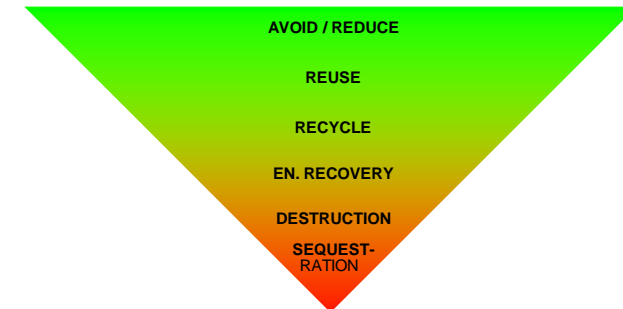 AVOID / REDUCE
REUSE
RECYCLE
EN. RECOVERY
DESTRUCTION
SEQUEST-
RATION